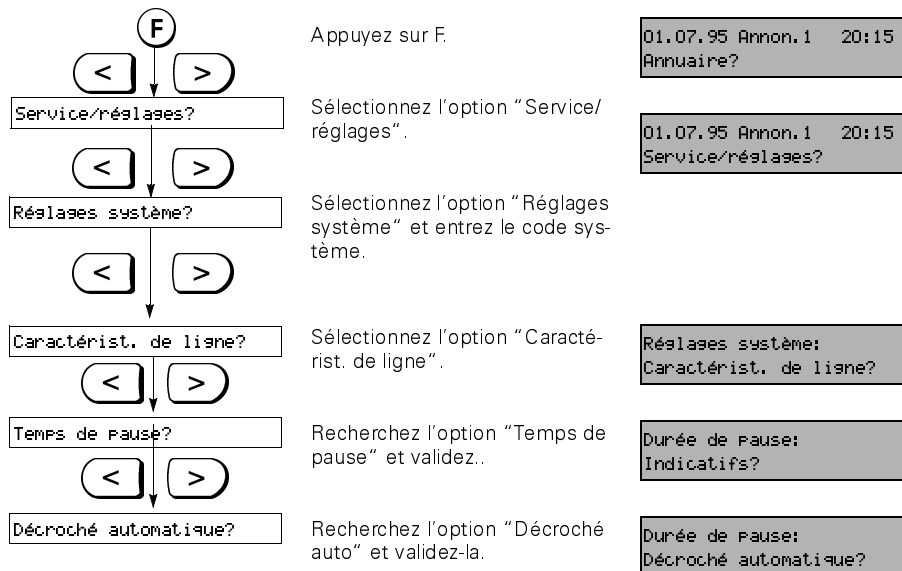 F
Appuyez sur F.
01.07.95 Annon.1 20:15
Annuaire?
< >
Service/réglages?
Sélectionnez l'option “Service/
réglages“.
01.07.95 Annon.1 20:15
Service/réglages?
< >
Réglages système?
Sélectionnez l'option “Réglages
système“ et entrez le code sys-
tème.
< >
Caractérist. de ligne?
Sélectionnez l'option “Caracté-
rist. de ligne“.
Réglages système:
Caractérist. de ligne?
< >
Temps de pause?
Recherchez l'option “Temps de
pause“ et validez..
Durée de pause:
Indicatifs?
< >
Décroché automatique?
Recherchez l'option “Décroché
auto“ et validez-la.
Durée de pause:
Décroché automatique?